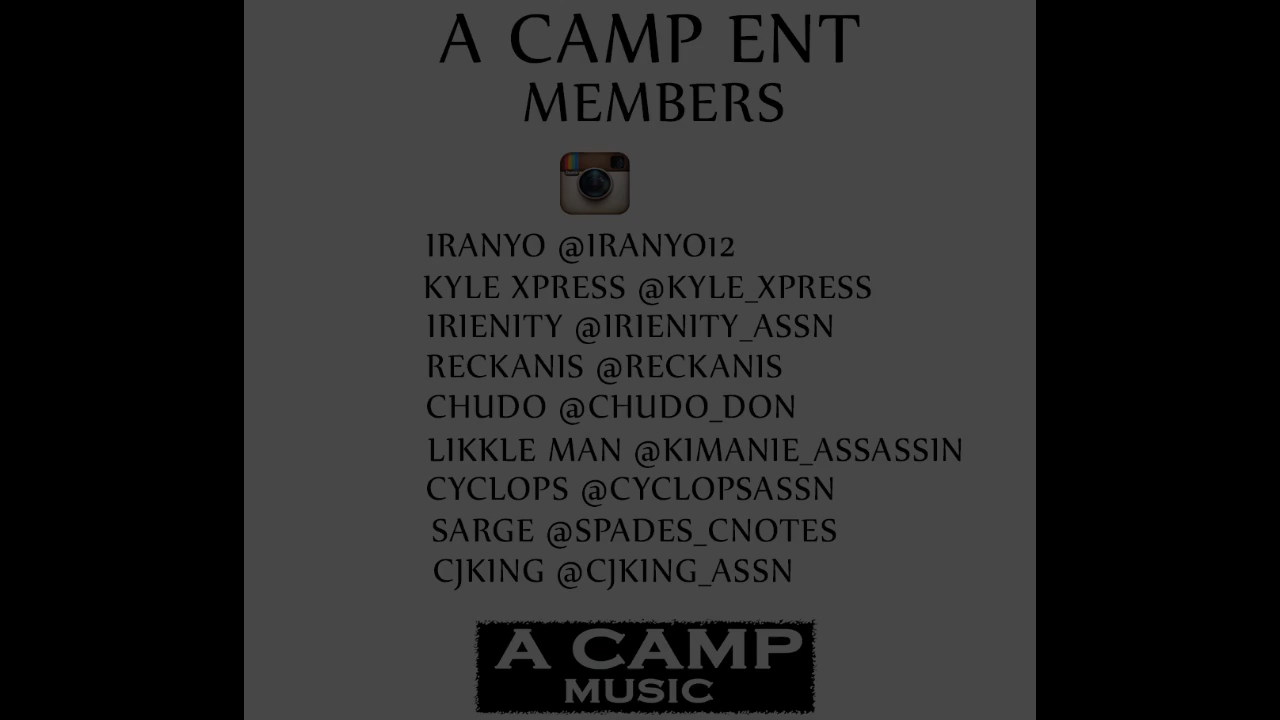 A CAMP ENT
MEMBERS
IRANYO @IRANYO12
KYLE XPRESS @KYLE_XPRESS
IRIENITY @IRIENITY_ASSN
RECKANIS @RECKANIS
CHUDO @CHUDO_DON
LIKKLE MAN @KIMANIE_ASSASSIN
CYCLOPS @CYCLOPSASSN
SARGE @SPADES_CNOTES
CJKING @CJKING_ASSN
A CAMP
MUSIC